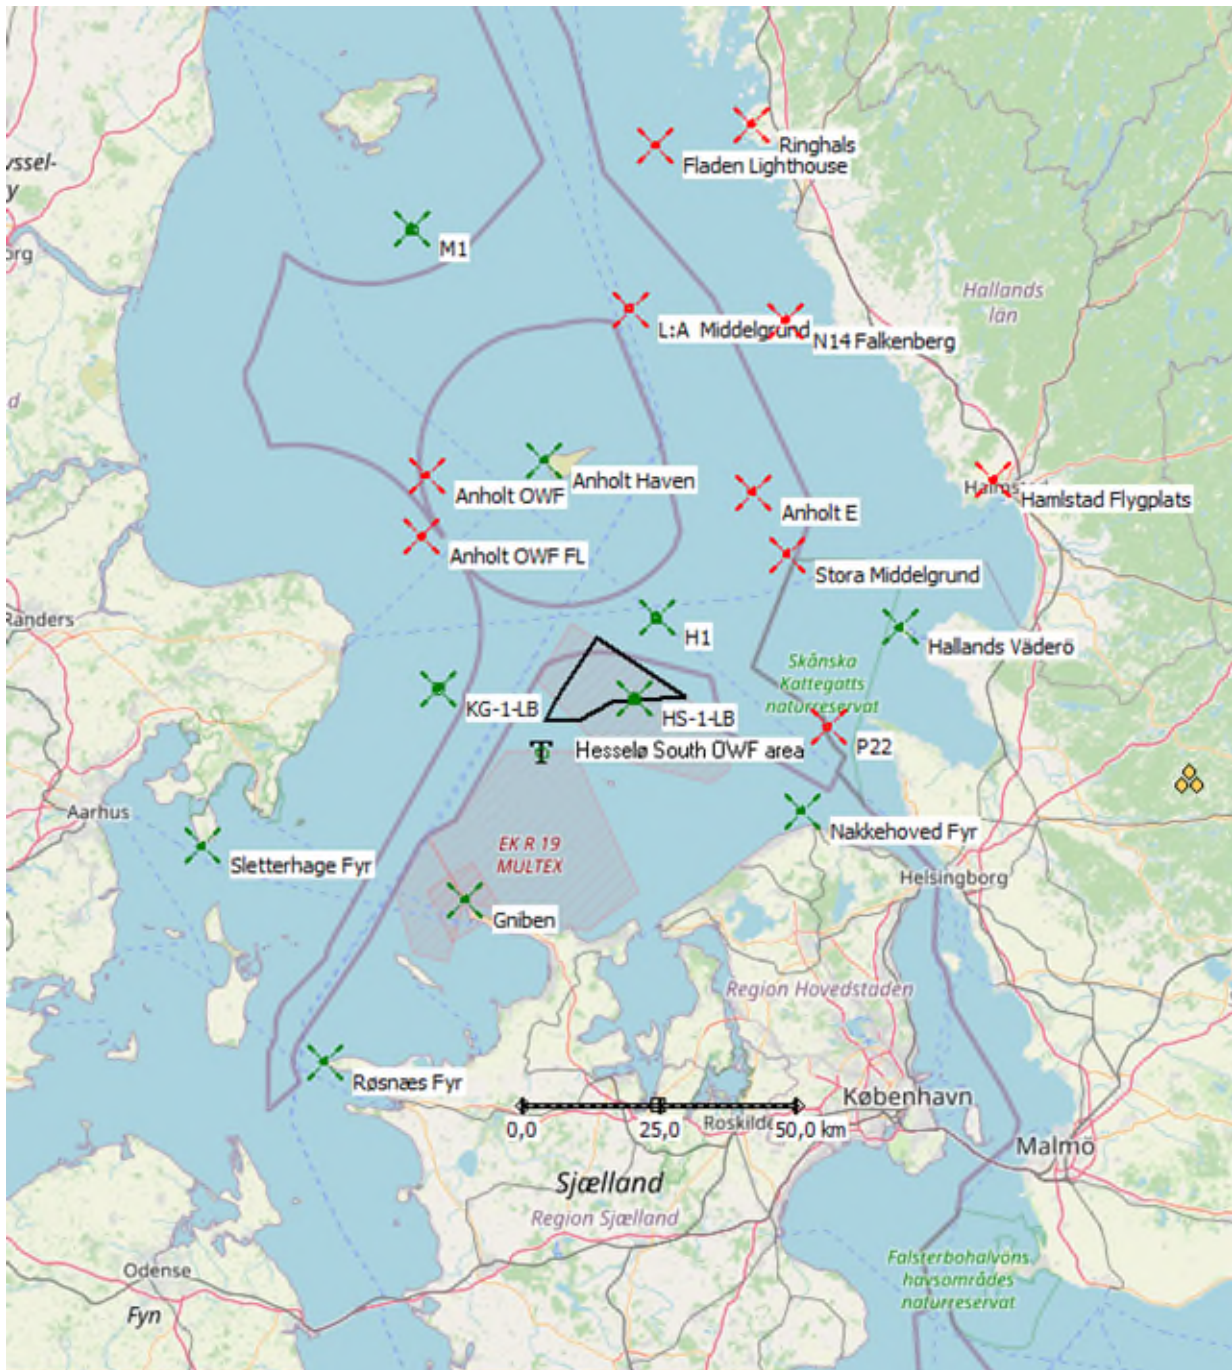 Ringhals
Fladen Lighthouse
yssel-
y
M1
org
Hallands
län
L:A Middelgrund
N14 Falkenberg
d
Anholt Haven
Anholt OWF
Halmstad
Hamlstad Flygplats
Anholt E
Anholt OWF FL
Stora Middelgrund
Randers
H1
Hallands Väderö
Skånska
Kattegatts
naturreservat
KG-1-LB
HS-1-LB
P22
T
Hesselø South OWF area
Aarhus
Nakkehoved Fyr
EK R 19
MULTEX
Sletterhage Fyr
Helsingborg
Gniben
Region Hovedstaden
Røsnæs Fyr
København
0,0 25,0 50,0 km
Roskilde
Malmö
Sjælland
Region Sjælland
Odense
Falsterbohalvöns
havsområdes
naturreservat
Fyn